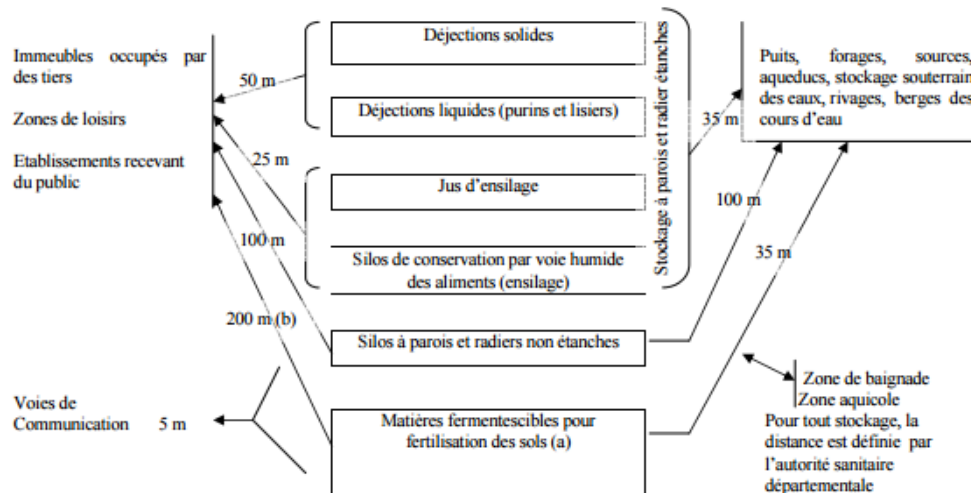 Immeubles occupés par
des tiers
Zones de loisirs
Etablissements recevant
du public
Voies de
Communication 5 m
50 m
25 m
100 m
200 m (b)
Déjections solides
Déjections liquides (purins et lisiers)
Jus d’ensilage
Silos de conservation par voie humide
des aliments (ensilage)
Silos à parois et radiers non étanches
Matières fermentescibles pour
fertilisation des sols (a)
Stockage à parois et radier étanches
35 m
100 m
35 m
Puits, forages, sources,
aqueducs, stockage souterrain
des eaux, rivages, berges des
cours d’eau
Zone de baignade
Zone aquicole
Pour tout stockage, la
distance est définie par
l’autorité sanitaire
départementale